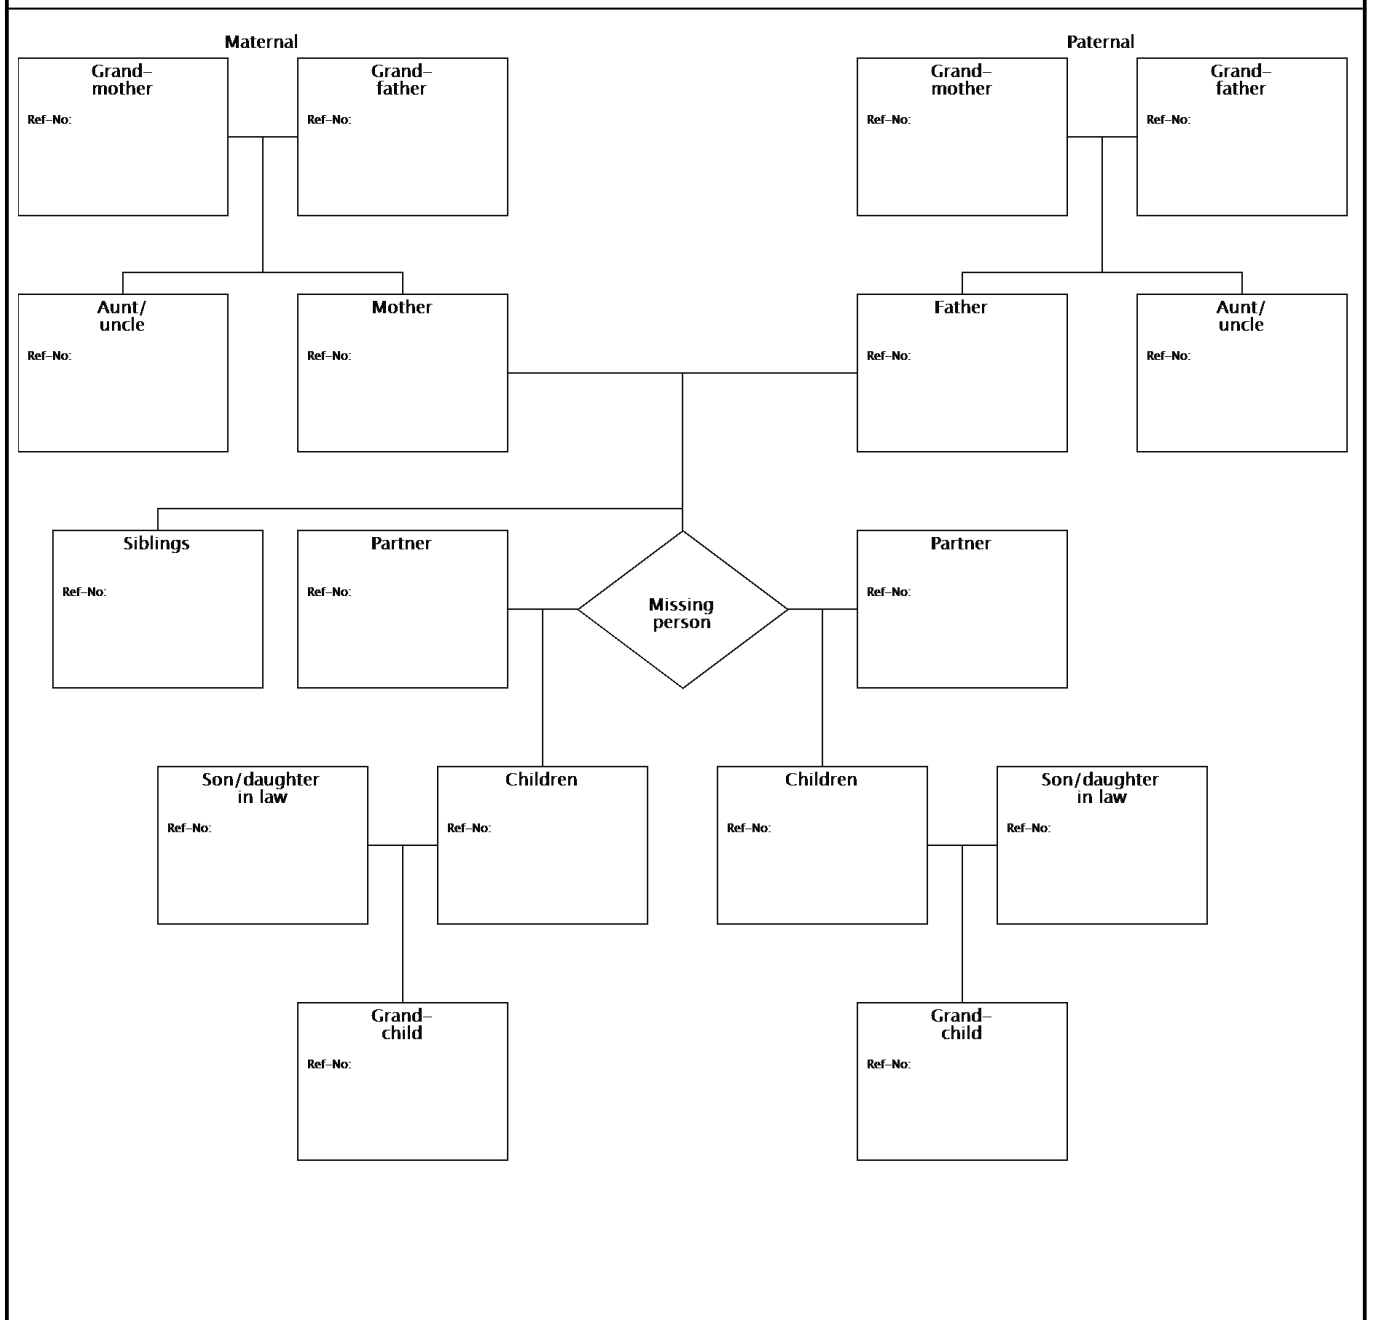 Maternal
Paternal
Grand-
mother
Ref-No:
Grand-
father
Ref-No:
Grand-
mother
Ref-No:
Grand-
father
Ref-No:
Aunt/
uncle
Ref-No:
Mother
Ref-No:
Father
Ref-No:
Aunt/
uncle
Ref-No:
Siblings
Ref-No:
Partner
Ref-No:
Missing
person
Partner
Ref-No:
Son/daughter
in law
Ref-No:
Children
Ref-No:
Children
Ref-No:
Son/daughter
in law
Ref-No:
Grand-
child
Ref-No:
Grand-
child
Ref-No: